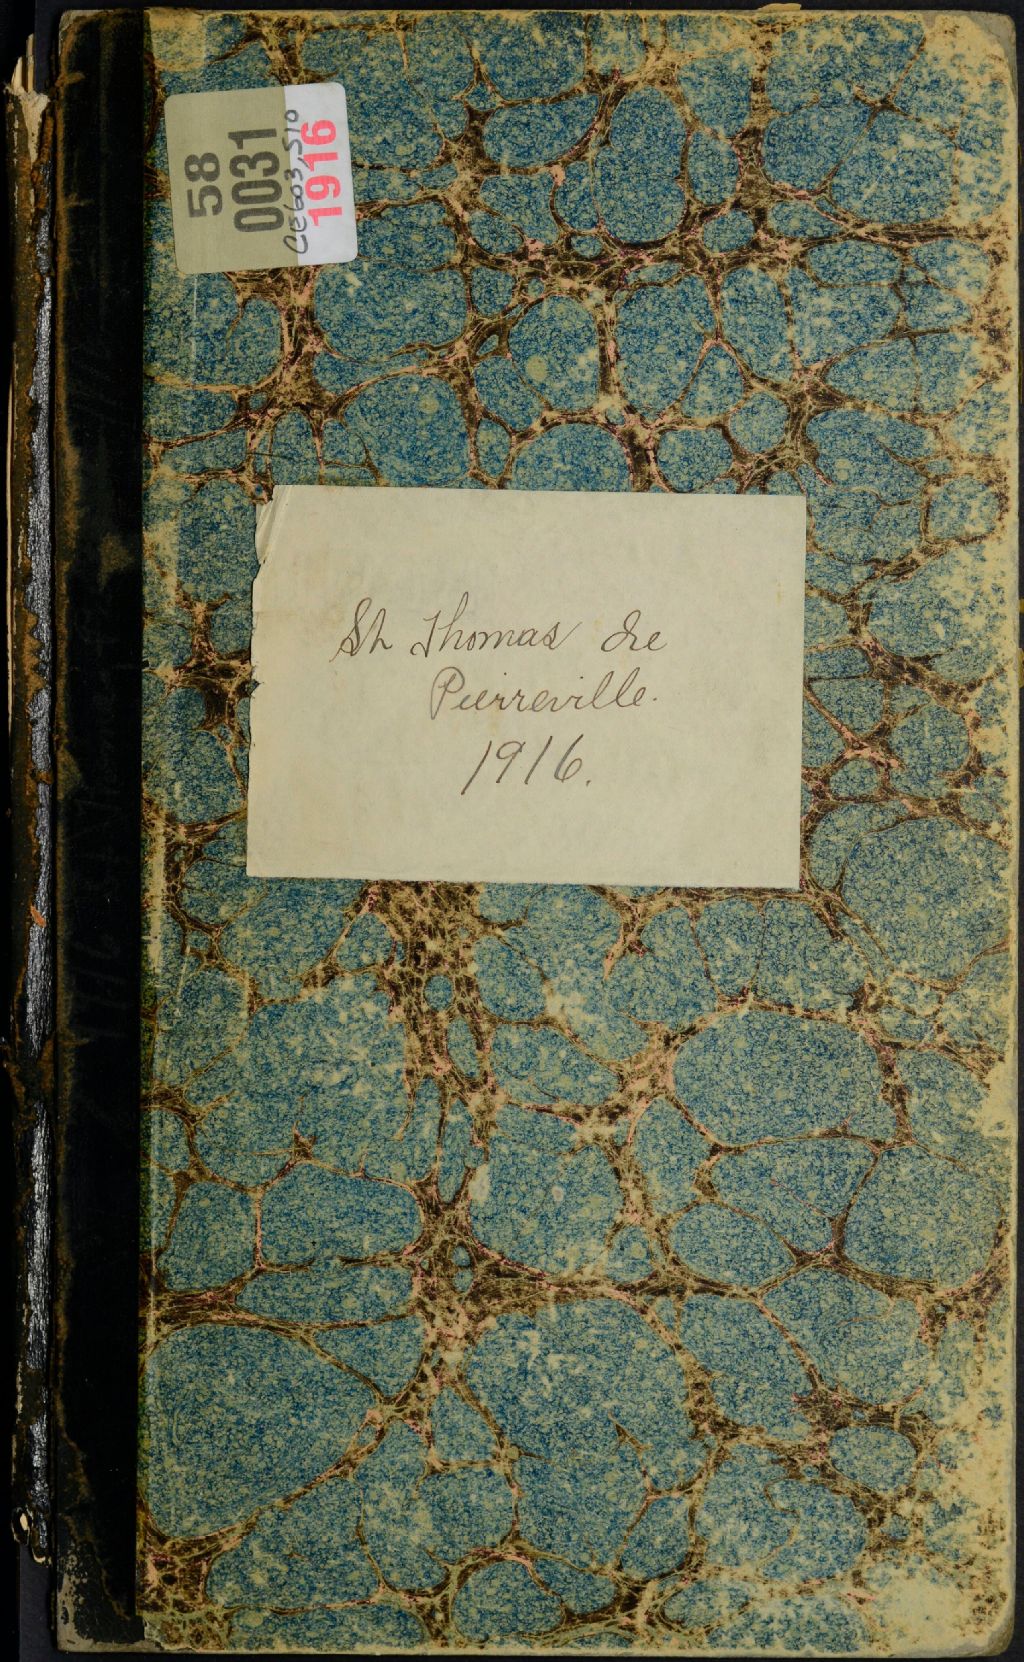 58
0031
CE603,S10
1916
St Thomas de
Pierreville.
1916.